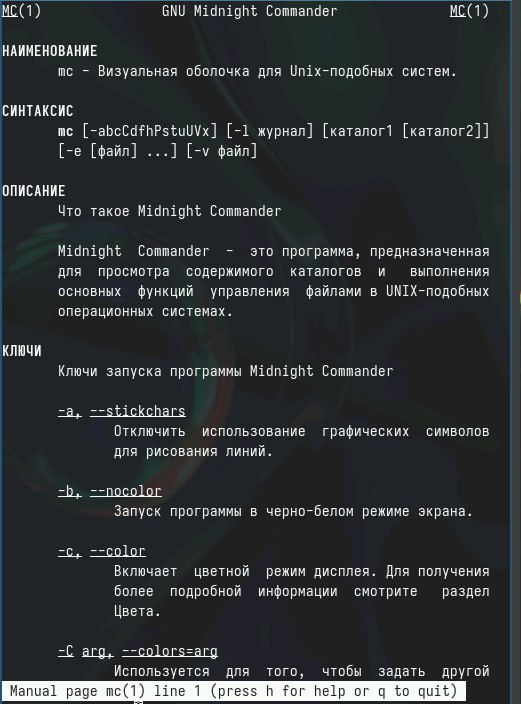 MC(1) GNU Midnight Commander MC(1)
НАИМЕНОВАНИЕ
mc - Визуальная оболочка для Unix-подобных систем.
СИНТАКСИС
mc [-abcCdfhPstuUVx] [-l журнал] [каталог1 [каталог2]]
[-e [файл] ...] [-v файл]
ОПИСАНИЕ
Что такое Midnight Commander
Midnight Commander - это программа, предназначенная
для просмотра содержимого каталогов и выполнения
основных функций управления файлами в UNIX-подобных
операционных системах.
КЛЮЧИ
Ключи запуска программы Midnight Commander
-a, --stickchars
Отключить использование графических символов
для рисования линий.
-b, --nocolor
Запуск программы в черно-белом режиме экрана.
-c, --color
Включает цветной режим дисплея. Для получения
более подробной информации смотрите раздел
Цвета.
-C arg, --colors=arg
Используется для того, чтобы задать другой
Manual page mc(1) line 1 (press h for help or q to quit)